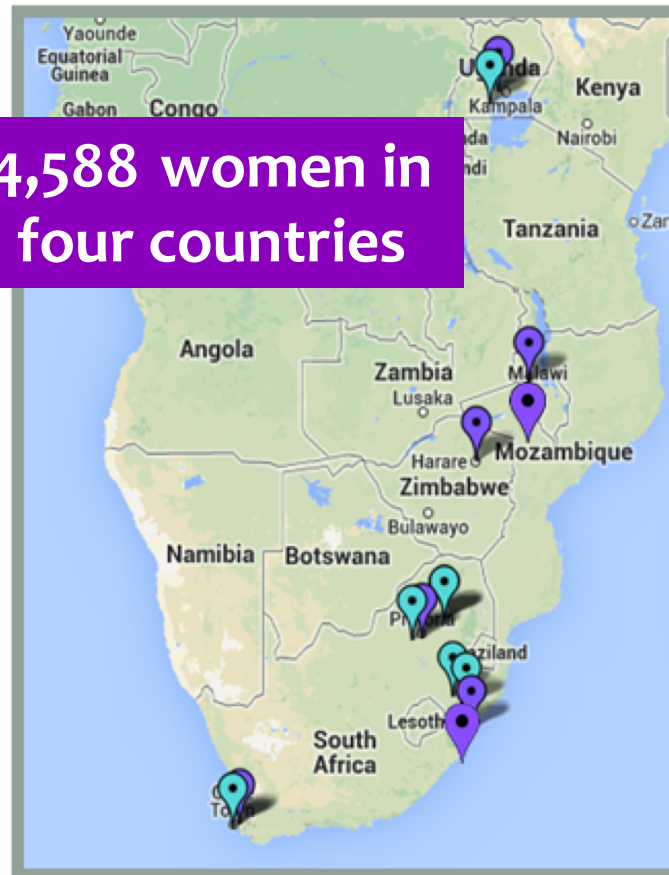 Yaounde
Equatorial
Guinea
Gabon
Congo
Kampala
Kenya
Nairobi
4,588 women in
four countries
Tanzania
Angola
Zambia
Lusaka
Malawi
Mozambique
Harare
Zimbabwe
Bulawayo
Namibia
Botswana
South
Africa